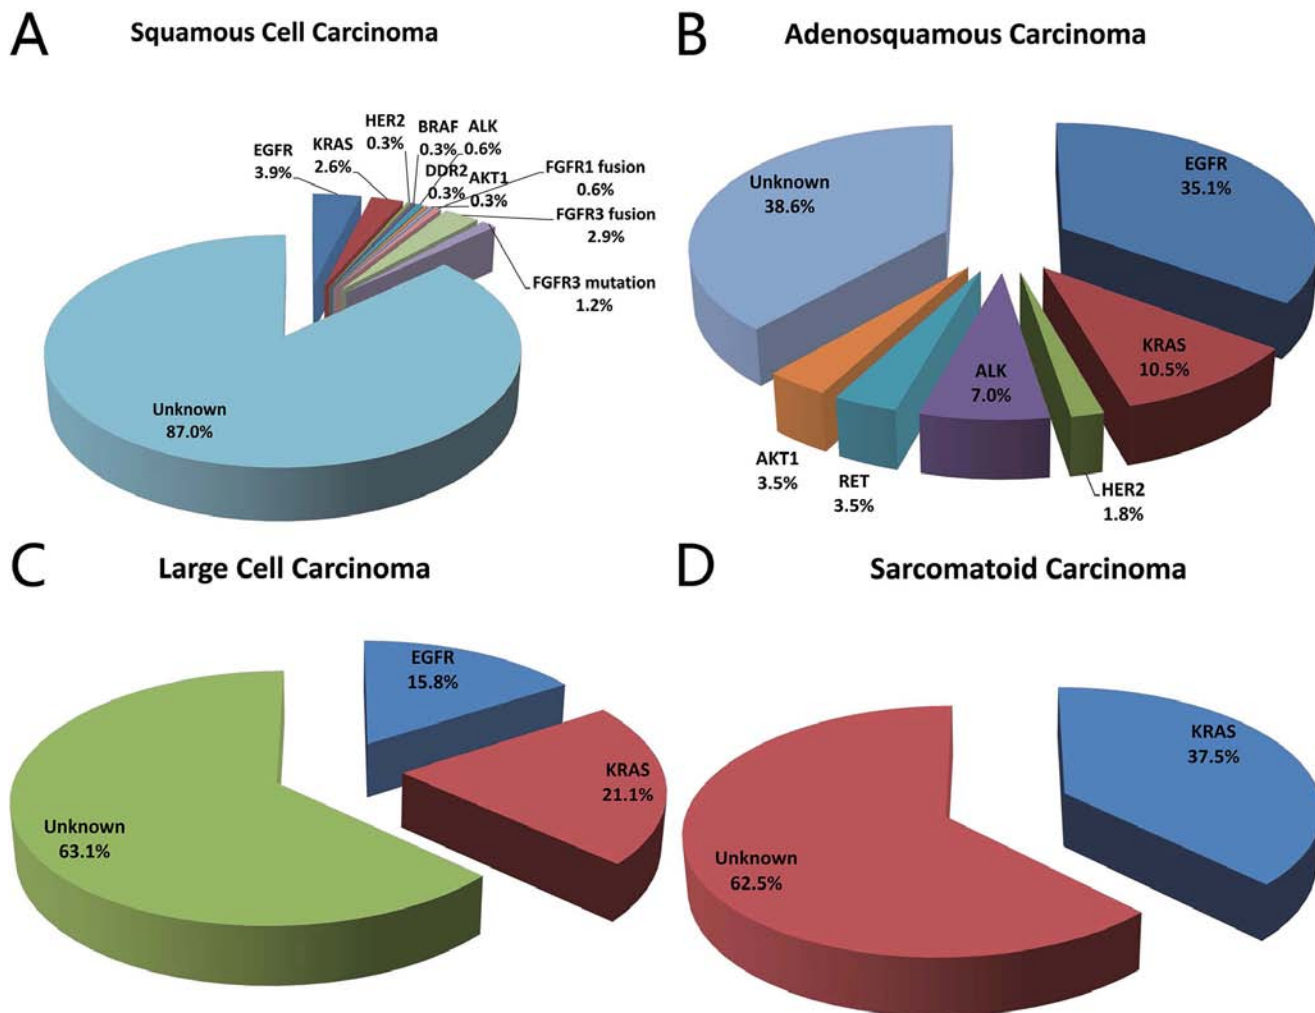 A
Squamous Cell Carcinoma
EGFR
3.9%
KRAS
2.6%
HER2
0.3%
BRAF
0.3%
ALK
0.6%
DDR2
0.3%
AKT1
0.3%
FGFR1 fusion
0.6%
FGFR3 fusion
2.9%
FGFR3 mutation
1.2%
Unknown
87.0%
B
Adenosquamous Carcinoma
Unknown
38.6%
EGFR
35.1%
KRAS
10.5%
ALK
7.0%
AKT1
3.5%
RET
3.5%
HER2
1.8%
C
Large Cell Carcinoma
EGFR
15.8%
KRAS
21.1%
Unknown
63.1%
D
Sarcomatoid Carcinoma
KRAS
37.5%
Unknown
62.5%